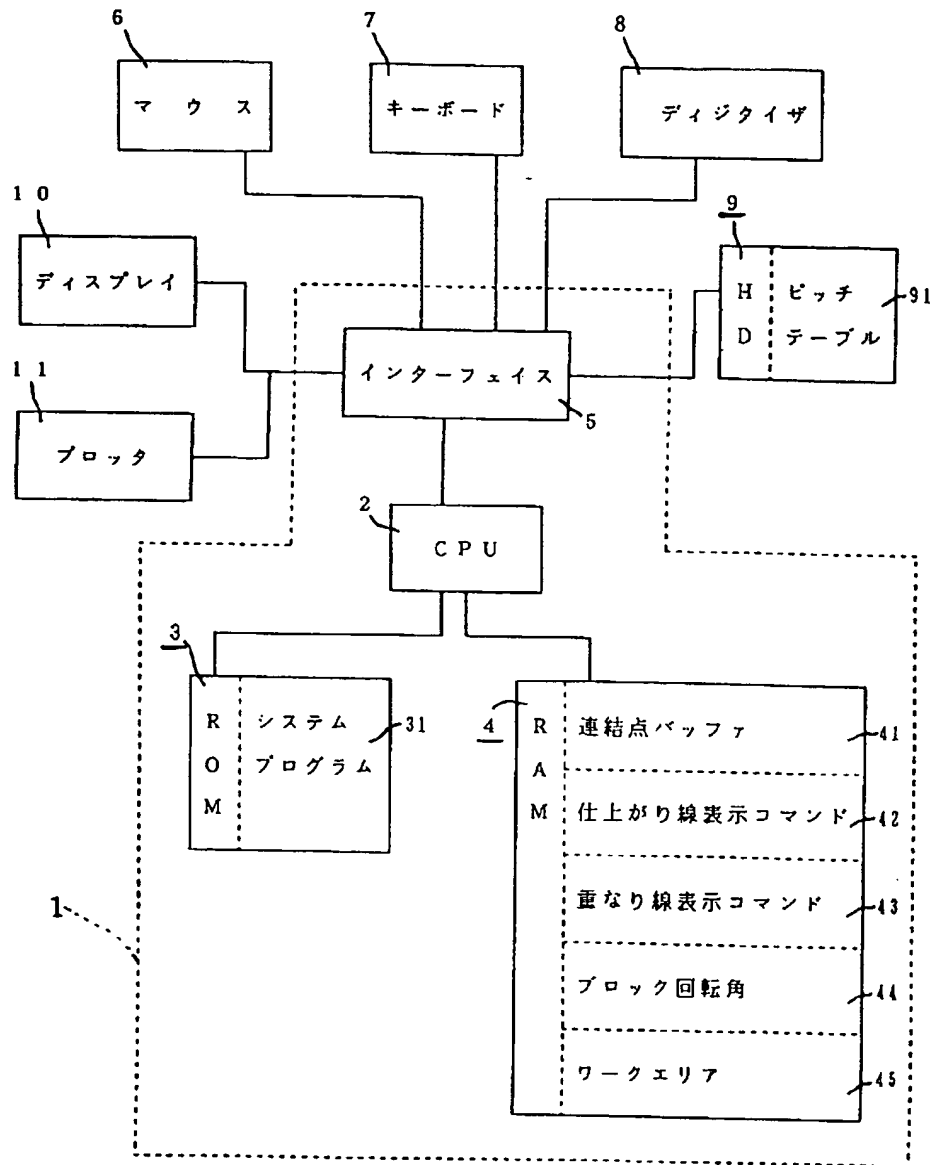 6
マウス
7
キーボード
8
ディジタイザ
10
ディスプレイ
9
HD
ピッチ
テーブル
91
11
プロッタ
インターフェイス
5
2
CPU
3
ROM
システム
プログラム
31
4
RAM
連結点バッファ
41
仕上がり線表示コマンド
42
重なり線表示コマンド
43
ブロック回転角
44
ワークエリア
45
1